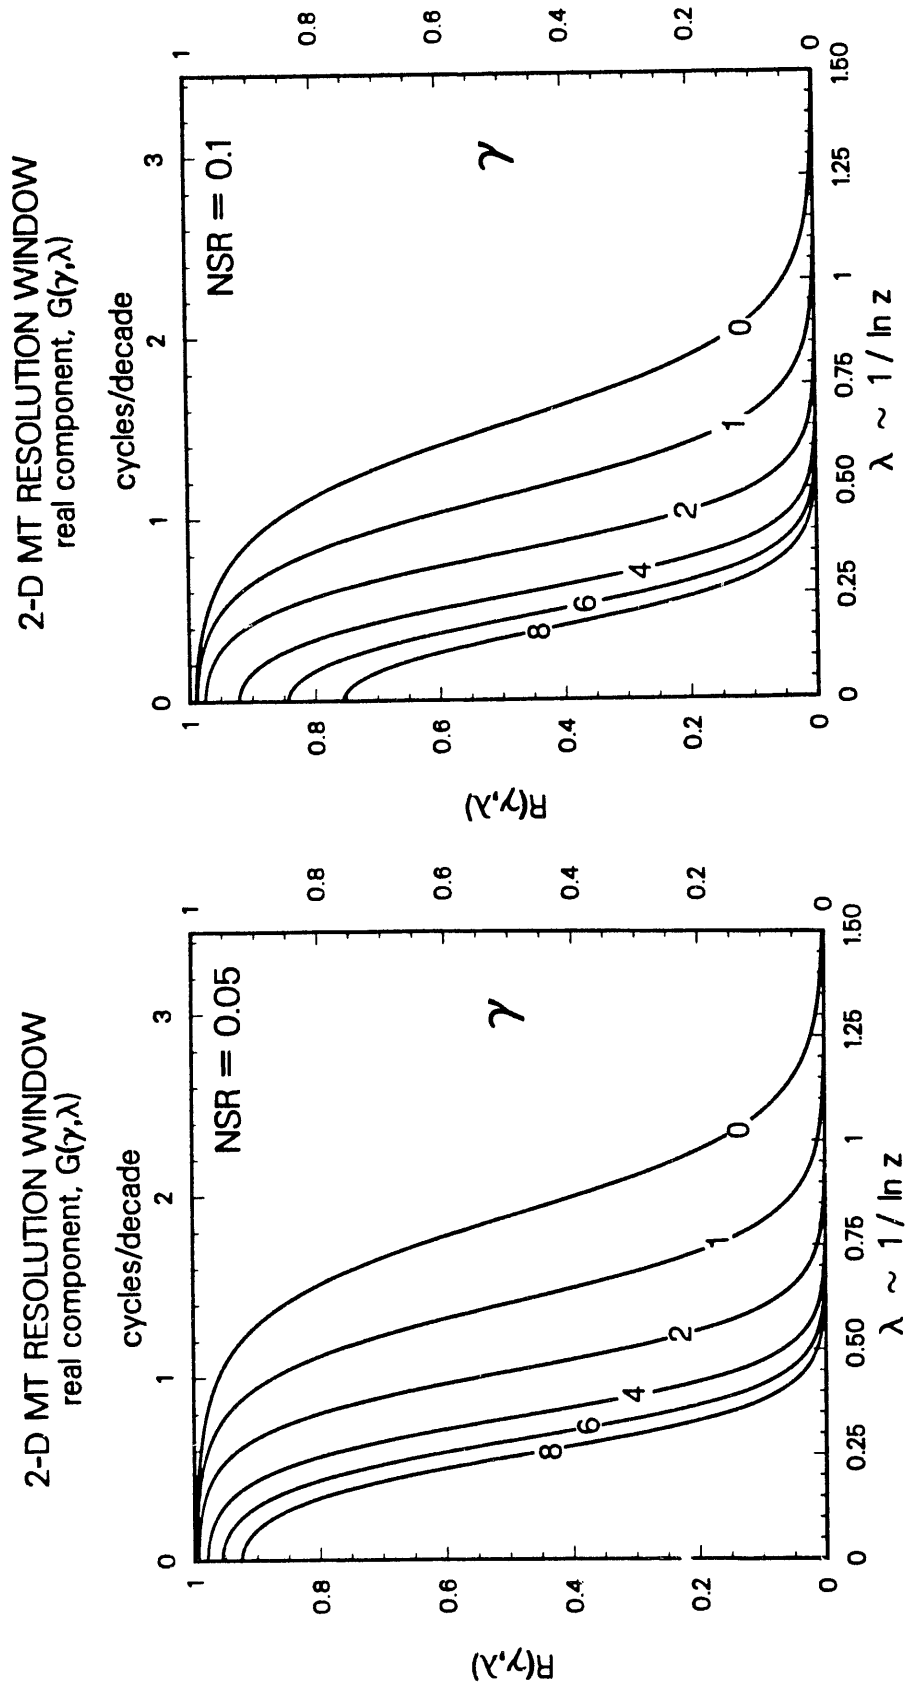 2-D MT RESOLUTION WINDOW
real component, G(γ,λ)
cycles/decade
0 1 2 3
NSR = 0.05
γ
0
1
2
4
6
8
R(γ,λ)
1 0.8 0.6 0.4 0.2 0
1 0.8 0.6 0.4 0.2 0
0 0.25 0.50 0.75 1 1.25 1.50
λ ~ 1 / ln z
2-D MT RESOLUTION WINDOW
real component, G(γ,λ)
cycles/decade
0 1 2 3
NSR = 0.1
γ
0
1
2
4
6
8
R(γ,λ)
1 0.8 0.6 0.4 0.2 0
1 0.8 0.6 0.4 0.2 0
0 0.25 0.50 0.75 1 1.25 1.50
λ ~ 1 / ln z